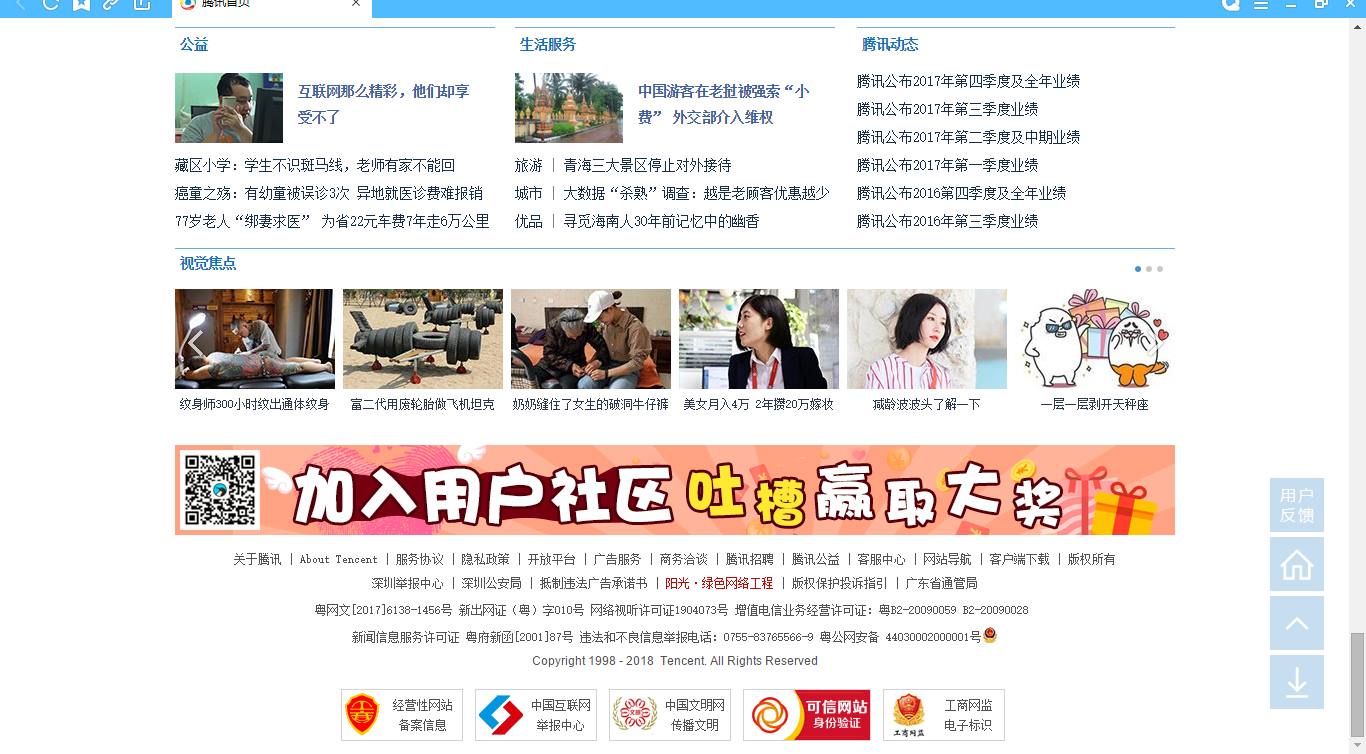 腾讯首页
公益
互联网那么精彩，他们却享
受不了
藏区小学：学生不识斑马线，老师有家不能回
癌童之殇：有幼童被误诊3次 异地就医诊费难报销
77岁老人“绑妻求医” 为省22元车费7年走6万公里
生活服务
中国游客在老挝被强索“小
费” 外交部介入维权
旅游 | 青海三大景区停止对外接待
城市 | 大数据“杀熟”调查：越是老顾客优惠越少
优品 | 寻觅海南人30年前记忆中的幽香
腾讯动态
腾讯公布2017年第四季度及全年业绩
腾讯公布2017年第三季度业绩
腾讯公布2017年第二季度及中期业绩
腾讯公布2017年第一季度业绩
腾讯公布2016第四季度及全年业绩
腾讯公布2016年第三季度业绩
视觉焦点
纹身师300小时纹出通体纹身
富二代用废轮胎做飞机坦克
奶奶缝住了女生的破洞牛仔裤
美女月入4万 2年攒20万嫁妆
减龄波波头了解一下
一层一层剥开天秤座
加入用户社区吐槽赢取大奖
用户
反馈
关于腾讯 | About Tencent | 服务协议 | 隐私政策 | 开放平台 | 广告服务 | 商务洽谈 | 腾讯招聘 | 腾讯公益 | 客服中心 | 网站导航 | 客户端下载 | 版权所有
深圳举报中心 | 深圳公安局 | 抵制违法广告承诺书 | 阳光·绿色网络工程 | 版权保护投诉指引 | 广东省通管局
粤网文[2017]6138-1456号 新出网证（粤）字010号 网络视听许可证1904073号 增值电信业务经营许可证：粤B2-20090059 B2-20090028
新闻信息服务许可证 粤府新函[2001]87号 违法和不良信息举报电话：0755-83765566-9 粤公网安备 44030002000001号
Copyright 1998 - 2018 Tencent. All Rights Reserved
经营性网站
备案信息
中国互联网
举报中心
中国文明网
传播文明
可信网站
身份验证
工商网监
工商网监
电子标识